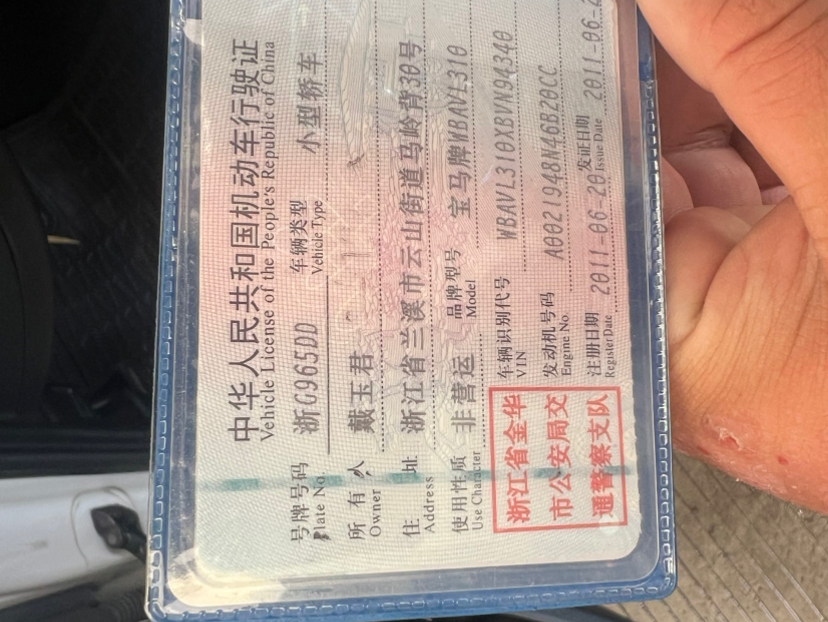 中华人民共和国机动车行驶证
Vehicle License of the People's Republic of China
号牌号码 浙G965DD 车辆类型 小型轿车
Plate No. Vehicle Type
所有人 戴玉君
Owner
住址 浙江省兰溪市云山街道马岭背30号
Address
使用性质 非营运 品牌型号 宝马牌WBAVL310
Use Character Model
浙江省金华
市公安局交
通警察支队
车辆识别代号 WBAVL310XBVN94340
VIN
发动机号码 A0021948N46B20CC
Engine No.
注册日期 2011-06-20 发证日期 2011-06-2
Register Date Issue Date